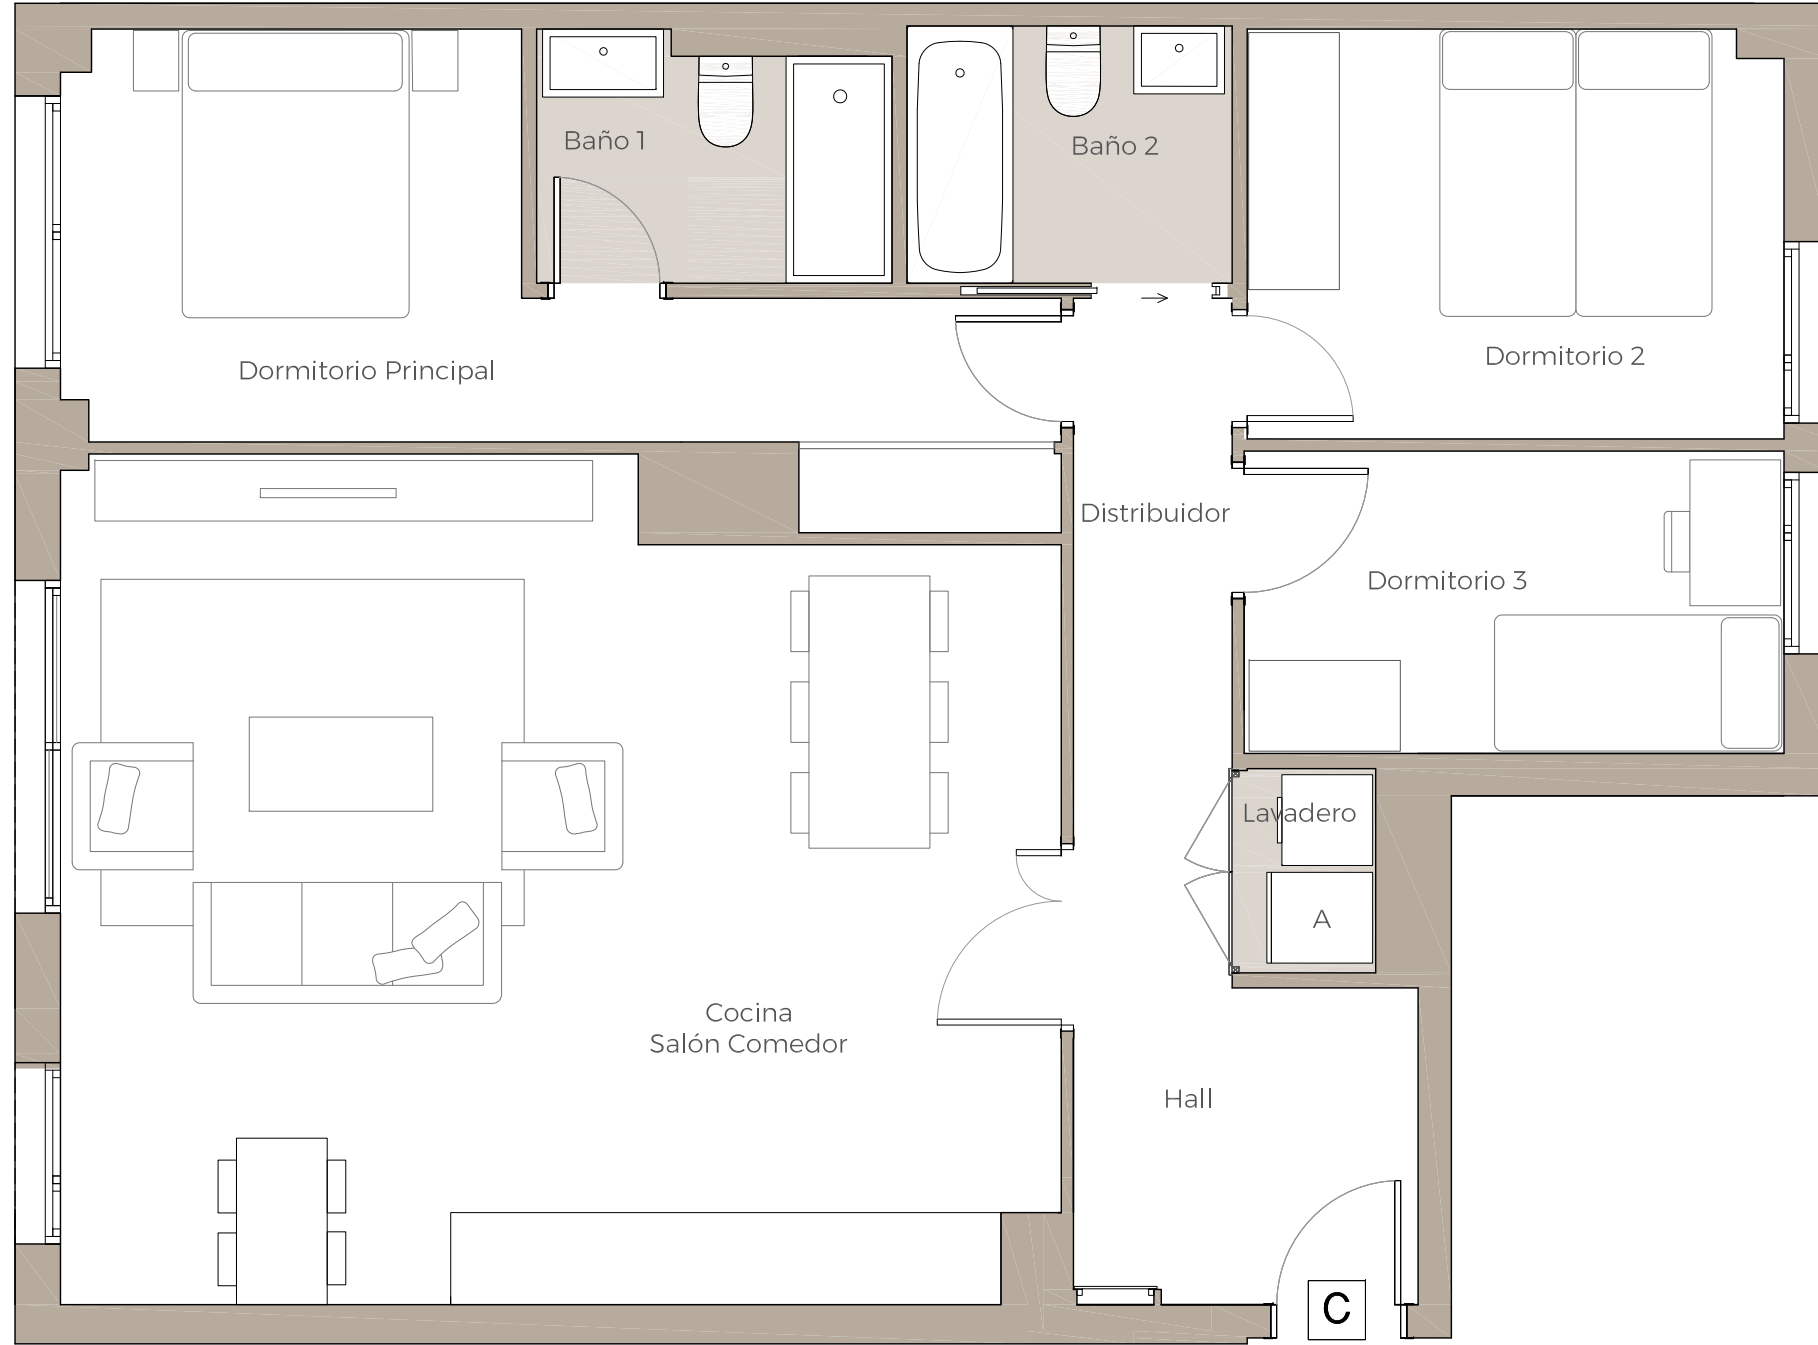 Baño 1
Baño 2
Dormitorio Principal
Dormitorio 2
Distribuidor
Dormitorio 3
Lavadero
A
Cocina
Salón Comedor
Hall
C